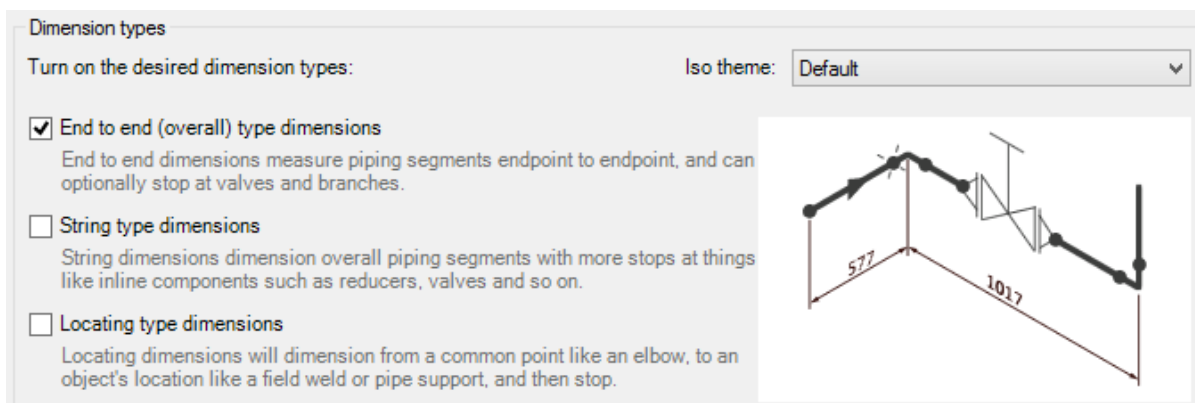 Dimension types
Turn on the desired dimension types:
Iso theme: Default
End to end (overall) type dimensions
End to end dimensions measure piping segments endpoint to endpoint, and can
optionally stop at valves and branches.
String type dimensions
String dimensions dimension overall piping segments with more stops at things
like inline components such as reducers, valves and so on.
Locating type dimensions
Locating dimensions will dimension from a common point like an elbow, to an
object's location like a field weld or pipe support, and then stop.
577
1017